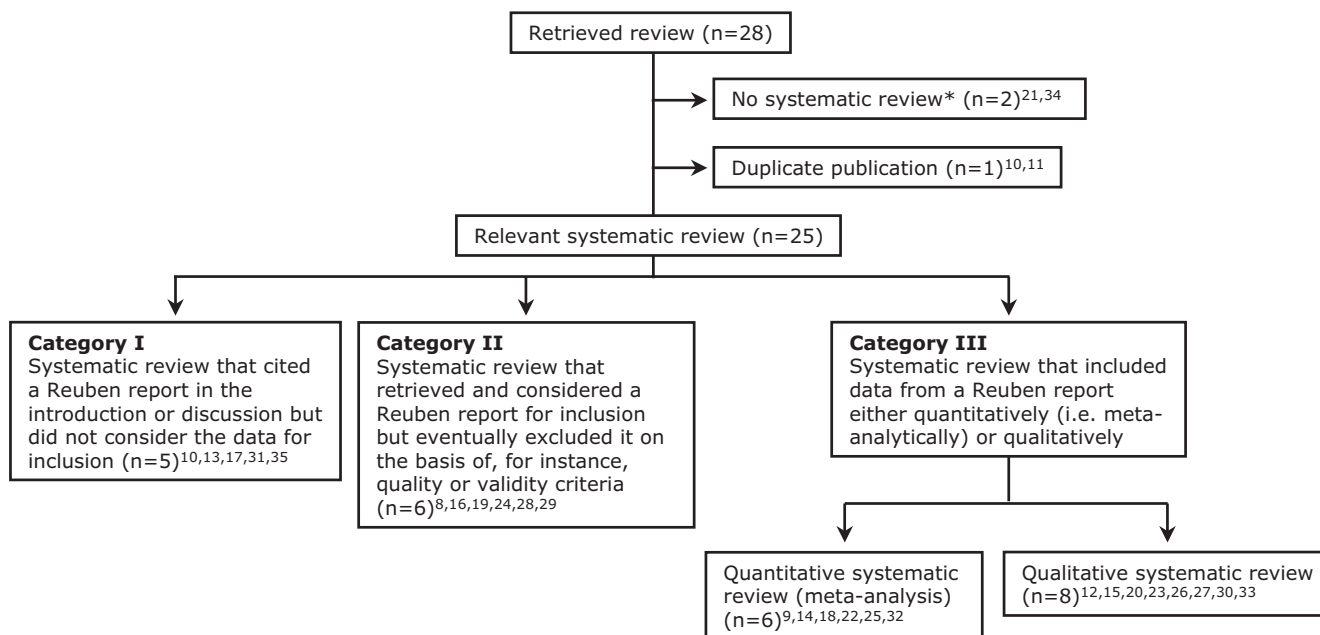 Retrieved review (n=28)
No systematic review* (n=2)21,34
Duplicate publication (n=1)10,11
Relevant systematic review (n=25)
Category I
Systematic review that cited
a Reuben report in the
introduction or discussion but
did not consider the data for
inclusion (n=5)10,13,17,31,35
Category II
Systematic review that
retrieved and considered a
Reuben report for inclusion
but eventually excluded it on
the basis of, for instance,
quality or validity criteria
(n=6)8,16,19,24,28,29
Category III
Systematic review that included
data from a Reuben report
either quantitatively (i.e. meta-
analytically) or qualitatively
Quantitative systematic
review (meta-analysis)
(n=6)9,14,18,22,25,32
Qualitative systematic review
(n=8)12,15,20,23,26,27,30,33